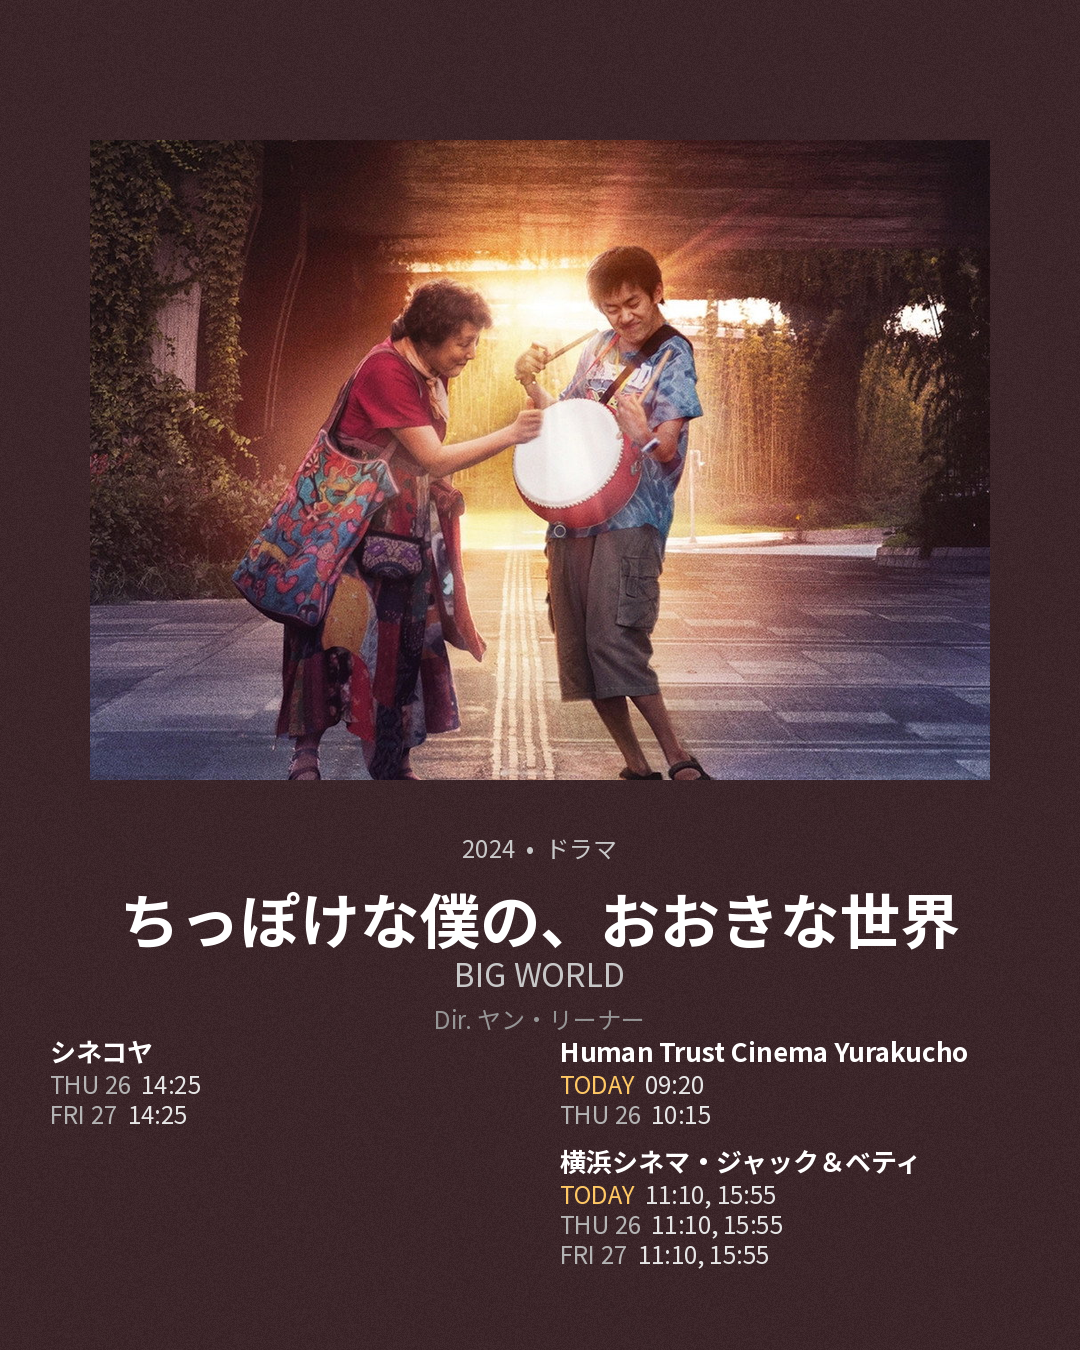 2024 • ドラマ
ちっぽけな僕の、おおきな世界
BIG WORLD
Dir. ヤン・リーナー
シネコヤ
THU 26 14:25
FRI 27 14:25
Human Trust Cinema Yurakucho
TODAY 09:20
THU 26 10:15
横浜シネマ・ジャック＆ベティ
TODAY 11:10, 15:55
THU 26 11:10, 15:55
FRI 27 11:10, 15:55